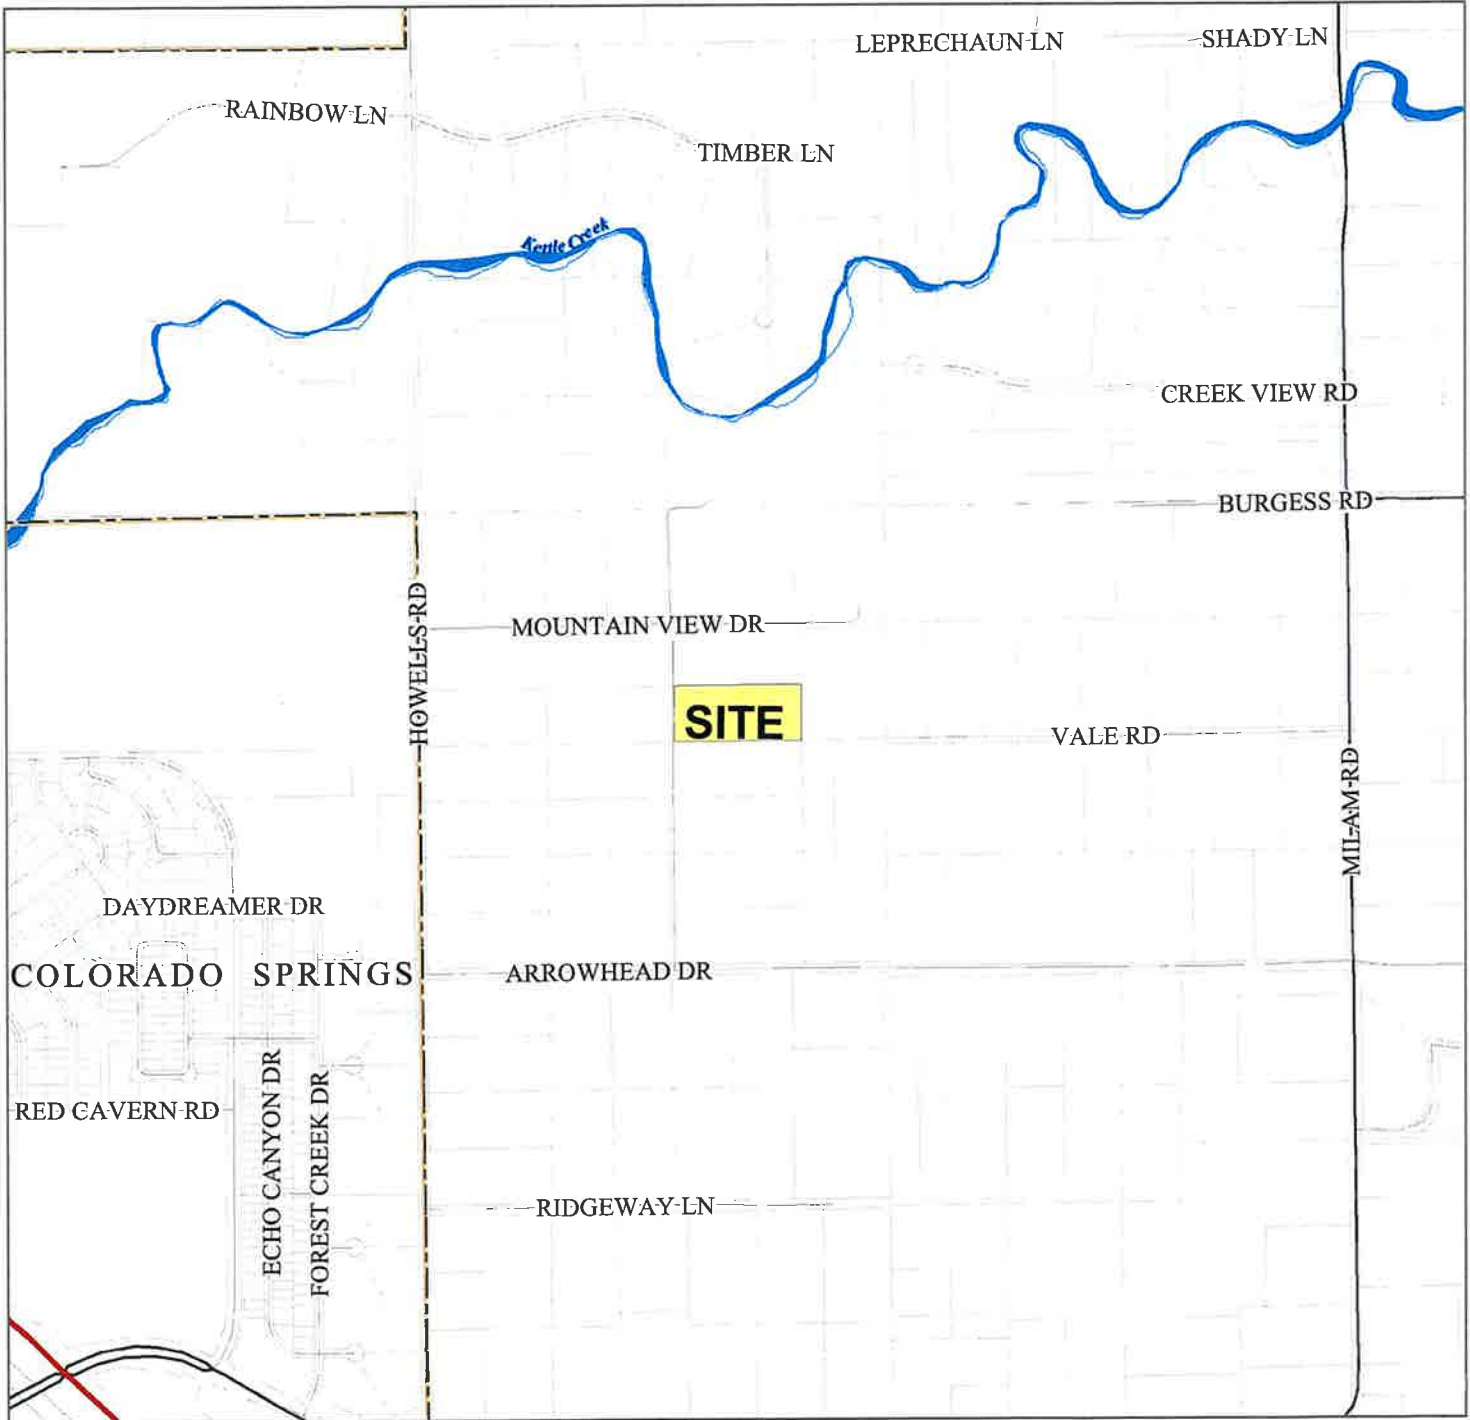 LEPRECHAUN LN
SHADY LN
RAINBOW LN
TIMBER LN
Kettle Creek
CREEK VIEW RD
BURGESS RD
HOWELLS RD
MOUNTAIN VIEW DR
SITE
VALE RD
MILAM RD
DAYDREAMER DR
COLORADO SPRINGS
ARROWHEAD DR
RED CAVERN RD
ECHO CANYON DR
FOREST CREEK DR
RIDGEWAY LN